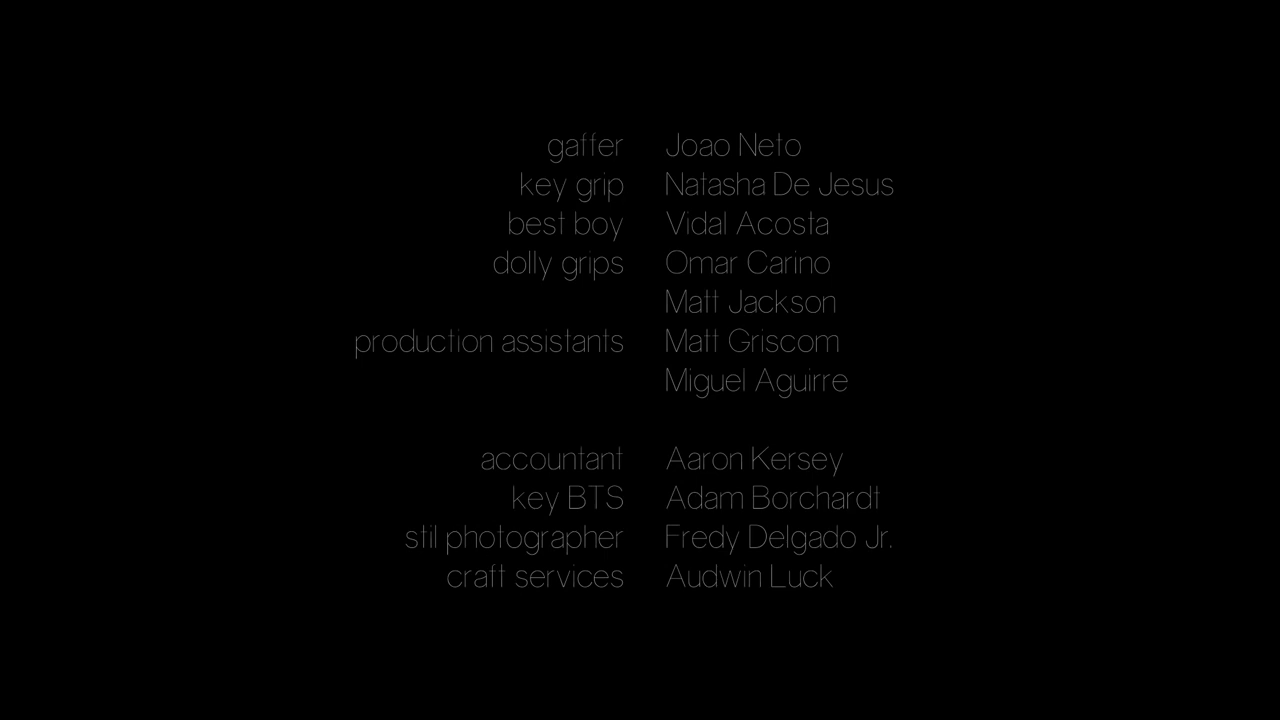 gaffer Joao Neto
key grip Natasha De Jesus
best boy Vidal Acosta
dolly grips Omar Carino
Matt Jackson
production assistants Matt Griscom
Miguel Aguirre
accountant Aaron Kersey
key BTS Adam Borchardt
stil photographer Fredy Delgado Jr.
craft services Audwin Luck